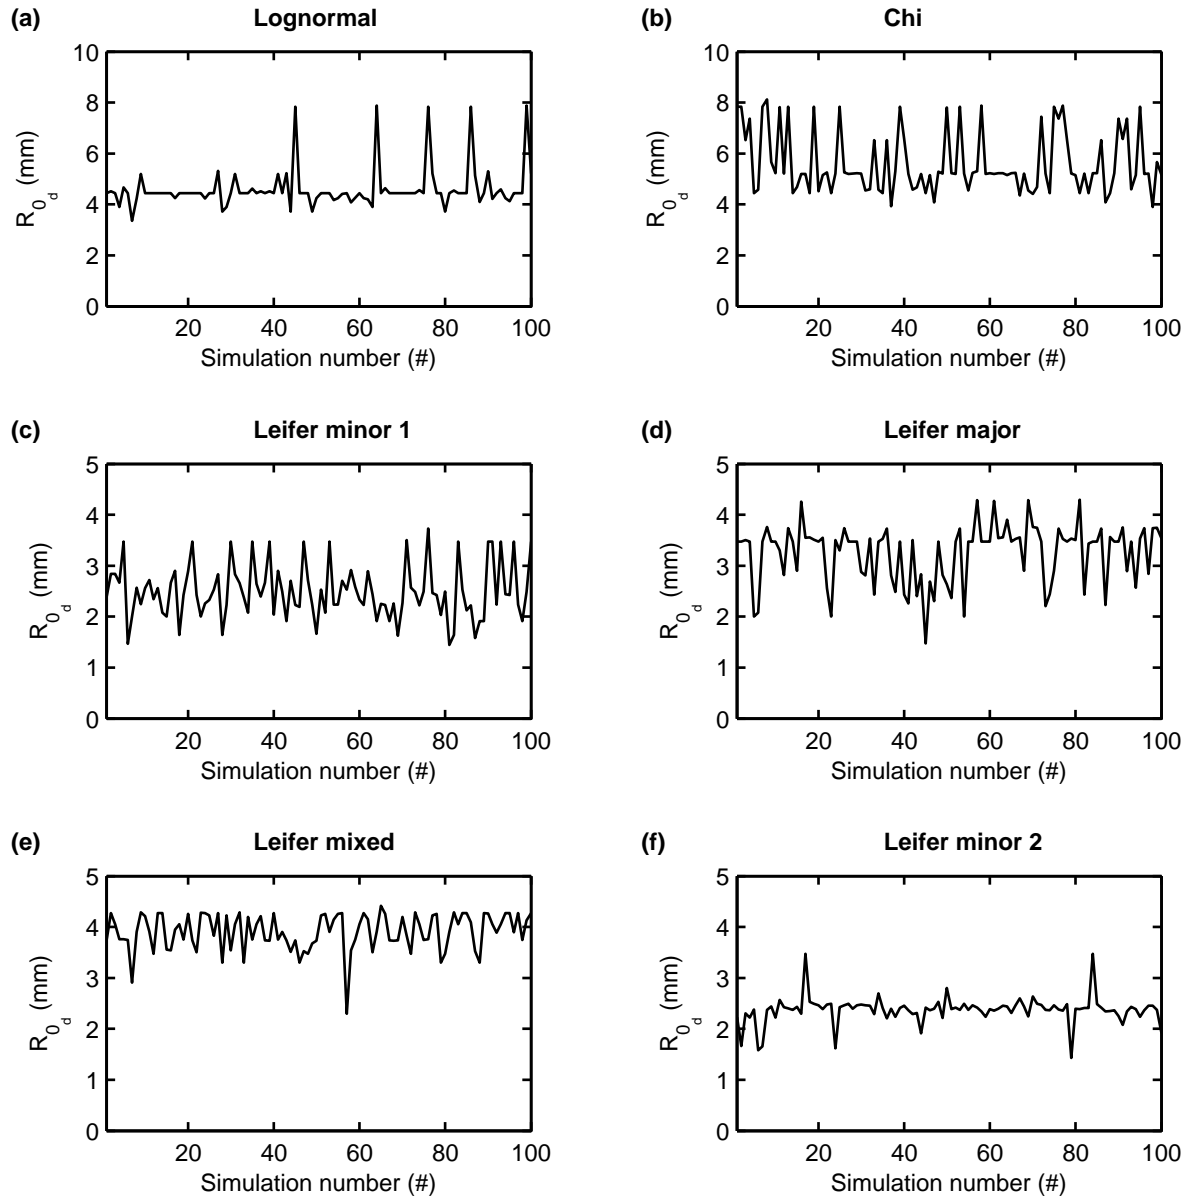 (a) Lognormal
10
8
6
4
2
0
R0d (mm)
20 40 60 80 100
Simulation number (#)
(b) Chi
10
8
6
4
2
0
R0d (mm)
20 40 60 80 100
Simulation number (#)
(c) Leifer minor 1
5
4
3
2
1
0
R0d (mm)
20 40 60 80 100
Simulation number (#)
(d) Leifer major
5
4
3
2
1
0
R0d (mm)
20 40 60 80 100
Simulation number (#)
(e) Leifer mixed
5
4
3
2
1
0
R0d (mm)
20 40 60 80 100
Simulation number (#)
(f) Leifer minor 2
5
4
3
2
1
0
R0d (mm)
20 40 60 80 100
Simulation number (#)